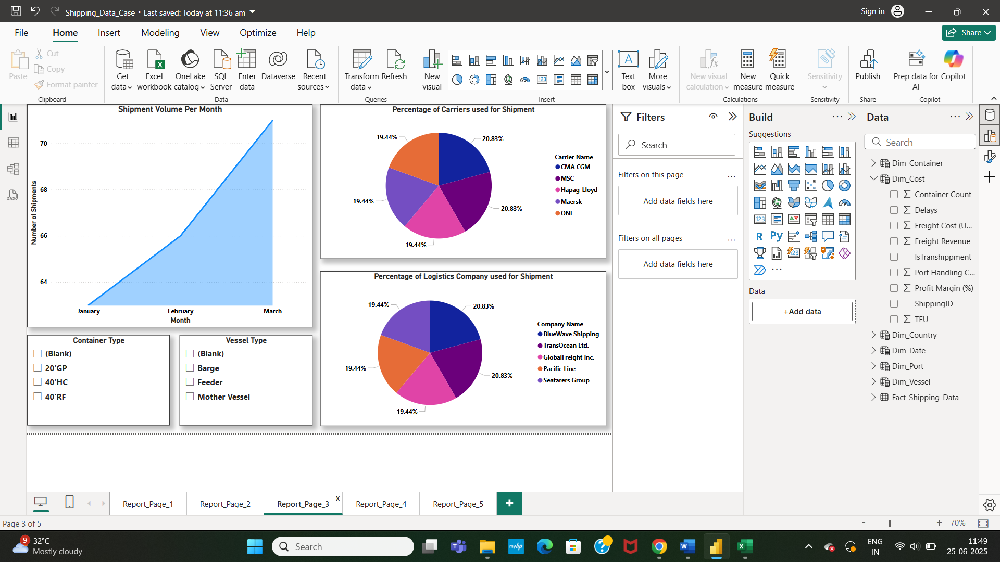 Shipping_Data_Case • Last saved: Today at 11:36 am
Sign in
File Home Insert Modeling View Optimize Help
Share
Paste
Cut
Copy
Format painter
Clipboard
Get data
Excel workbook
OneLake catalog
SQL Server
Enter data
Dataverse
Recent sources
Data
Transform data
Refresh
Queries
New visual
Text box
More visuals
Insert
New visual calculation
New measure
Quick measure
Calculations
Sensitivity
Sensitivity
Publish
Share
Prep data for AI
Copilot
Copilot
Shipment Volume Per Month
Number of Shipments
70
68
66
64
January February March
Month
Container Type
(Blank)
20'GP
40'HC
40'RF
Vessel Type
(Blank)
Barge
Feeder
Mother Vessel
Percentage of Carriers used for Shipment
19.44%
20.83%
19.44%
20.83%
19.44%
Carrier Name
CMA CGM
MSC
Hapag-Lloyd
Maersk
ONE
Percentage of Logistics Company used for Shipment
19.44%
20.83%
19.44%
20.83%
19.44%
Company Name
BlueWave Shipping
TransOcean Ltd.
GlobalFreight Inc.
Pacific Line
Seafarers Group
Filters
Search
Filters on this page
...
Add data fields here
Filters on all pages
...
Add data fields here
Build
Suggestions
123
R Py
123
...
Data
+Add data
Data
Search
Dim_Container
Dim_Cost
Container Count
Delays
Freight Cost (U...
Freight Revenue
IsTranshippment
Port Handling C...
Profit Margin (%)
ShippingID
TEU
Dim_Country
Dim_Date
Dim_Port
Dim_Vessel
Fact_Shipping_Data
DAX
Report_Page_1 Report_Page_2 Report_Page_3 x Report_Page_4 Report_Page_5 +
Page 3 of 5
- + 70%
9
32°C
Mostly cloudy
Search
myhp
ENG
IN
11:49
25-06-2025